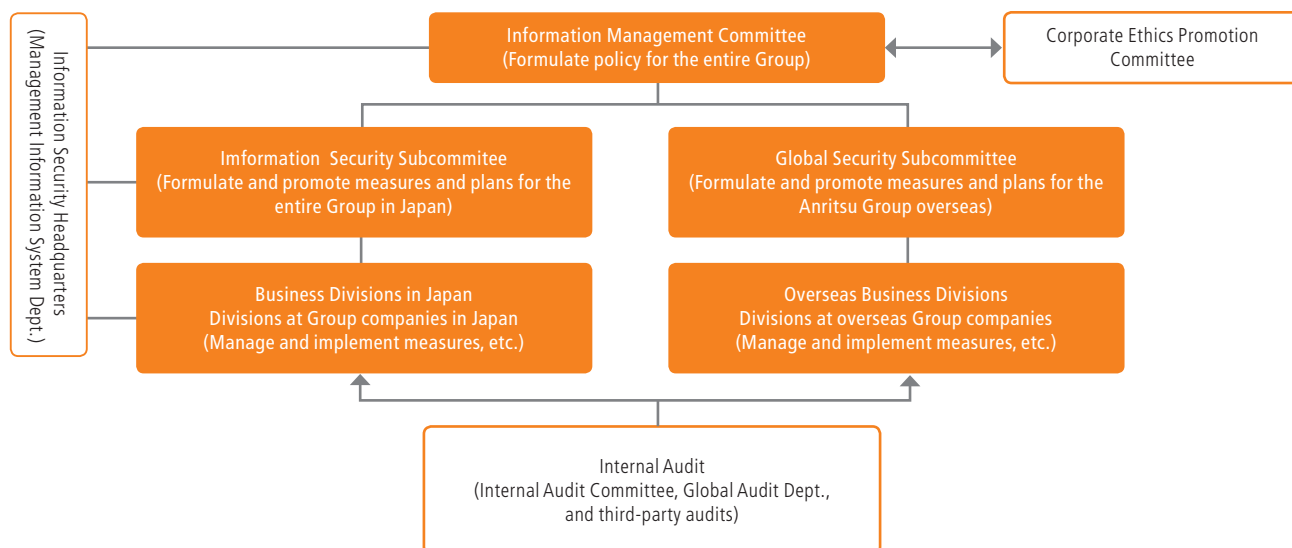 Information Security Headquarters
(Management Information System Dept.)
Information Management Committee
(Formulate policy for the entire Group)
Corporate Ethics Promotion
Committee
Imformation Security Subcommitee
(Formulate and promote measures and plans for the
entire Group in Japan)
Global Security Subcommittee
(Formulate and promote measures and plans for the
Anritsu Group overseas)
Business Divisions in Japan
Divisions at Group companies in Japan
(Manage and implement measures, etc.)
Overseas Business Divisions
Divisions at overseas Group companies
(Manage and implement measures, etc.)
Internal Audit
(Internal Audit Committee, Global Audit Dept.,
and third-party audits)